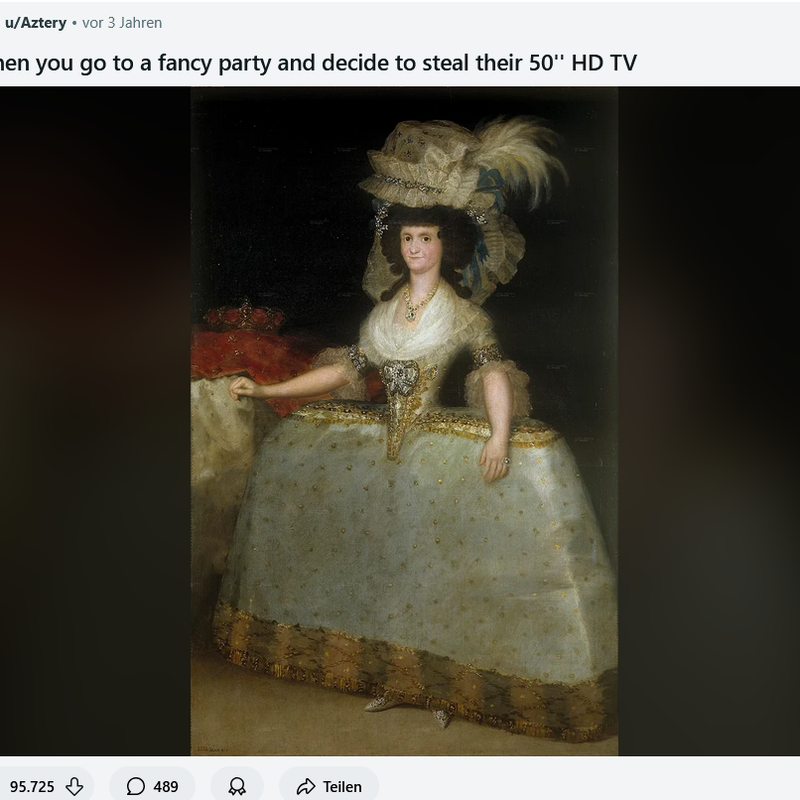 u/Aztery • vor 3 Jahren
hen you go to a fancy party and decide to steal their 50'' HD TV
95.725
489
Teilen